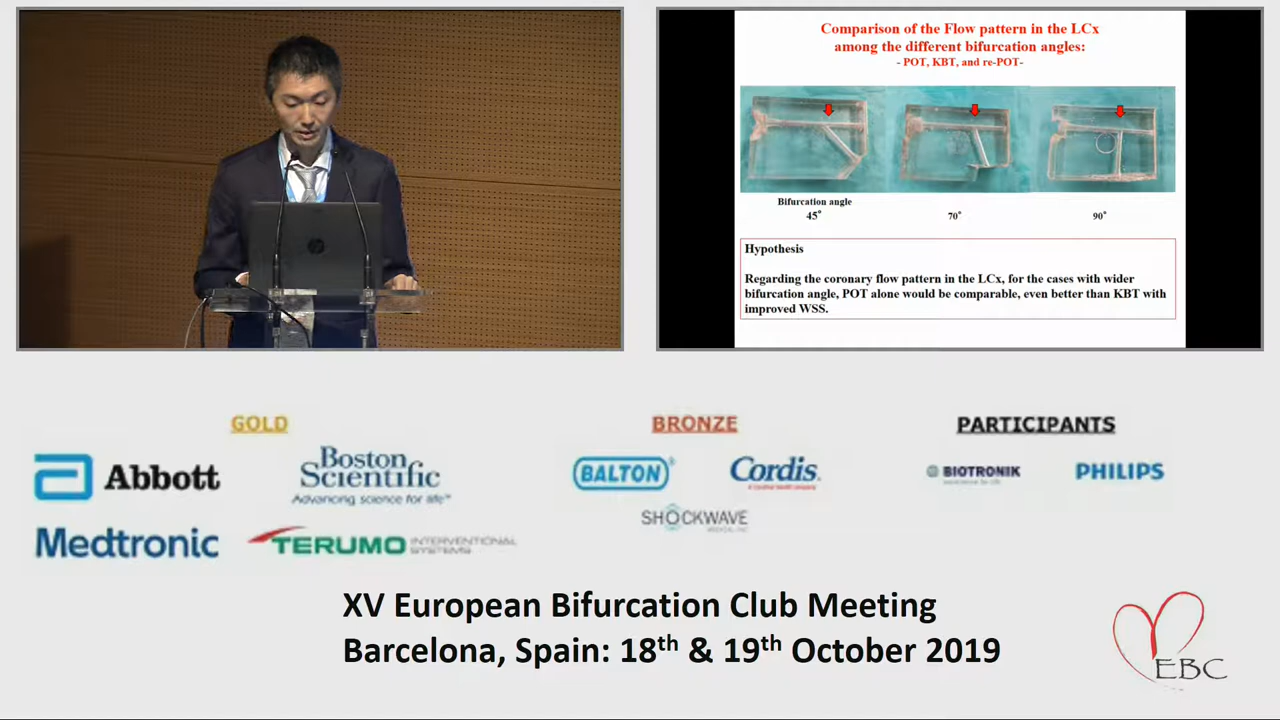 Comparison of the Flow pattern in the LCx
among the different bifurcation angles:
- POT, KBT, and re-POT-
Bifurcation angle
45°
70°
90°
Hypothesis
Regarding the coronary flow pattern in the LCx, for the cases with wider
bifurcation angle, POT alone would be comparable, even better than KBT with
improved WSS.
hp
GOLD
BRONZE
PARTICIPANTS
Abbott
Boston
Scientific
Advancing science for life™
BALTON®
Cordis
BIOTRONIK
PHILIPS
SHOCKWAVE
Medtronic
TERUMO INTERVENTIONAL
SYSTEMS
XV European Bifurcation Club Meeting
Barcelona, Spain: 18th & 19th October 2019
EBC